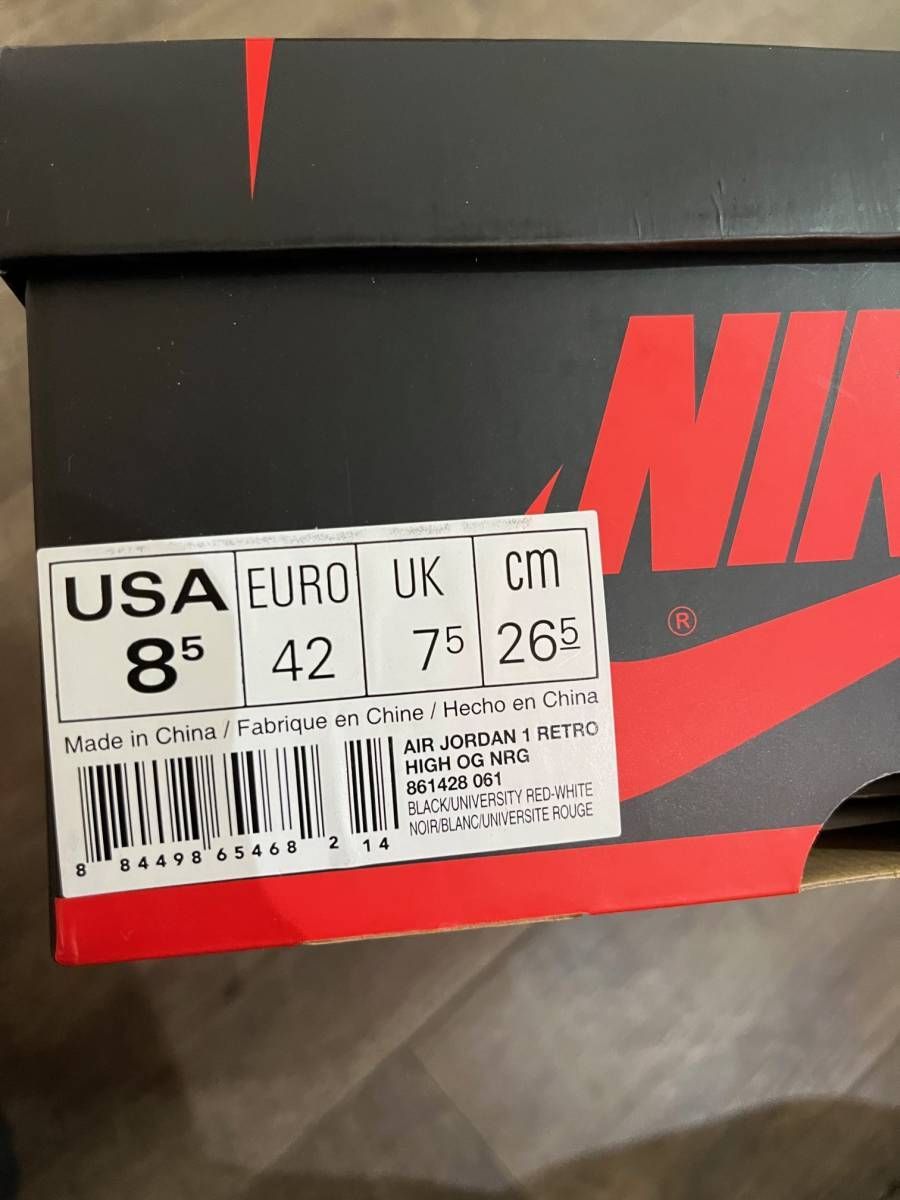 NIK
®
USA EURO UK cm
8⁵ 42 7⁵ 26⁵
Made in China / Fabrique en Chine / Hecho en China
AIR JORDAN 1 RETRO
HIGH OG NRG
861428 061
BLACK/UNIVERSITY RED-WHITE
NOIR/BLANC/UNIVERSITE ROUGE
8 84498 65468 2 14